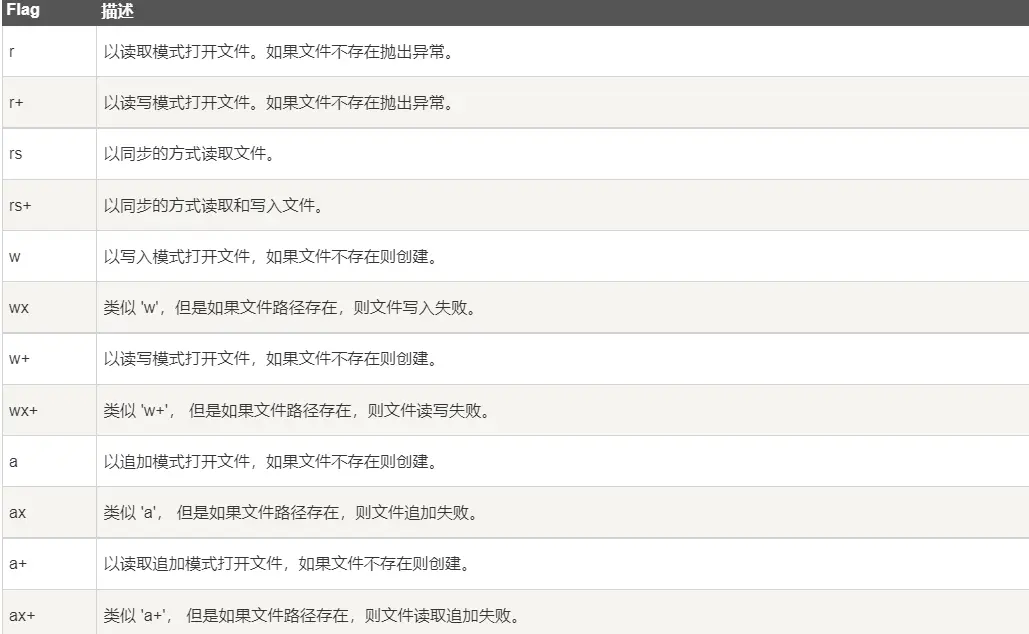 Flag 描述
r 以读取模式打开文件。如果文件不存在抛出异常。
r+ 以读写模式打开文件。如果文件不存在抛出异常。
rs 以同步的方式读取文件。
rs+ 以同步的方式读取和写入文件。
w 以写入模式打开文件，如果文件不存在则创建。
wx 类似 'w'，但是如果文件路径存在，则文件写入失败。
w+ 以读写模式打开文件，如果文件不存在则创建。
wx+ 类似 'w+'， 但是如果文件路径存在，则文件读写失败。
a 以追加模式打开文件，如果文件不存在则创建。
ax 类似 'a'， 但是如果文件路径存在，则文件追加失败。
a+ 以读取追加模式打开文件，如果文件不存在则创建。
ax+ 类似 'a+'， 但是如果文件路径存在，则文件读取追加失败。